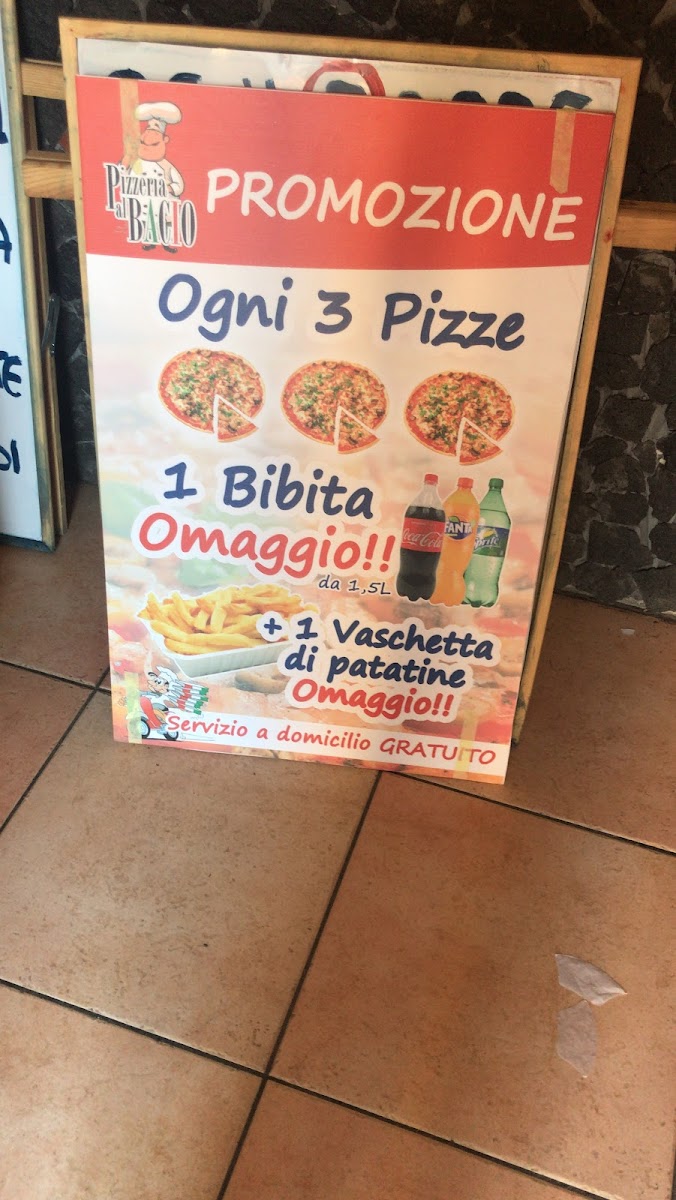 Pizzeria
al
BACIO
PROMOZIONE
Ogni 3 Pizze
1 Bibita
Omaggio!!
da 1,5L
Coca-Cola
FANTA
Sprite
+ 1 Vaschetta
di patatine
Omaggio!!
Servizio a domicilio GRATUITO